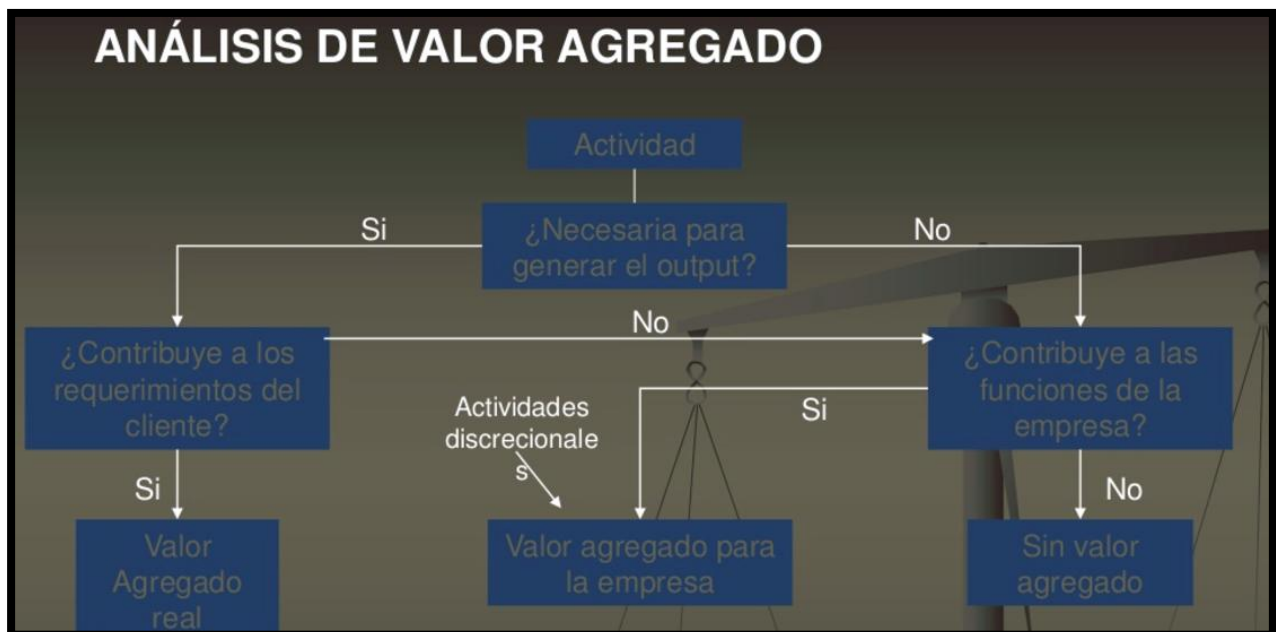 ANÁLISIS DE VALOR AGREGADO
Actividad
Si
¿Necesaria para
generar el output?
No
No
¿Contribuye a los
requerimientos del
cliente?
¿Contribuye a las
funciones de la
empresa?
Actividades
discrecionale
s
Si
Si
No
Valor
Agregado
real
Valor agregado para
la empresa
Sin valor
agregado